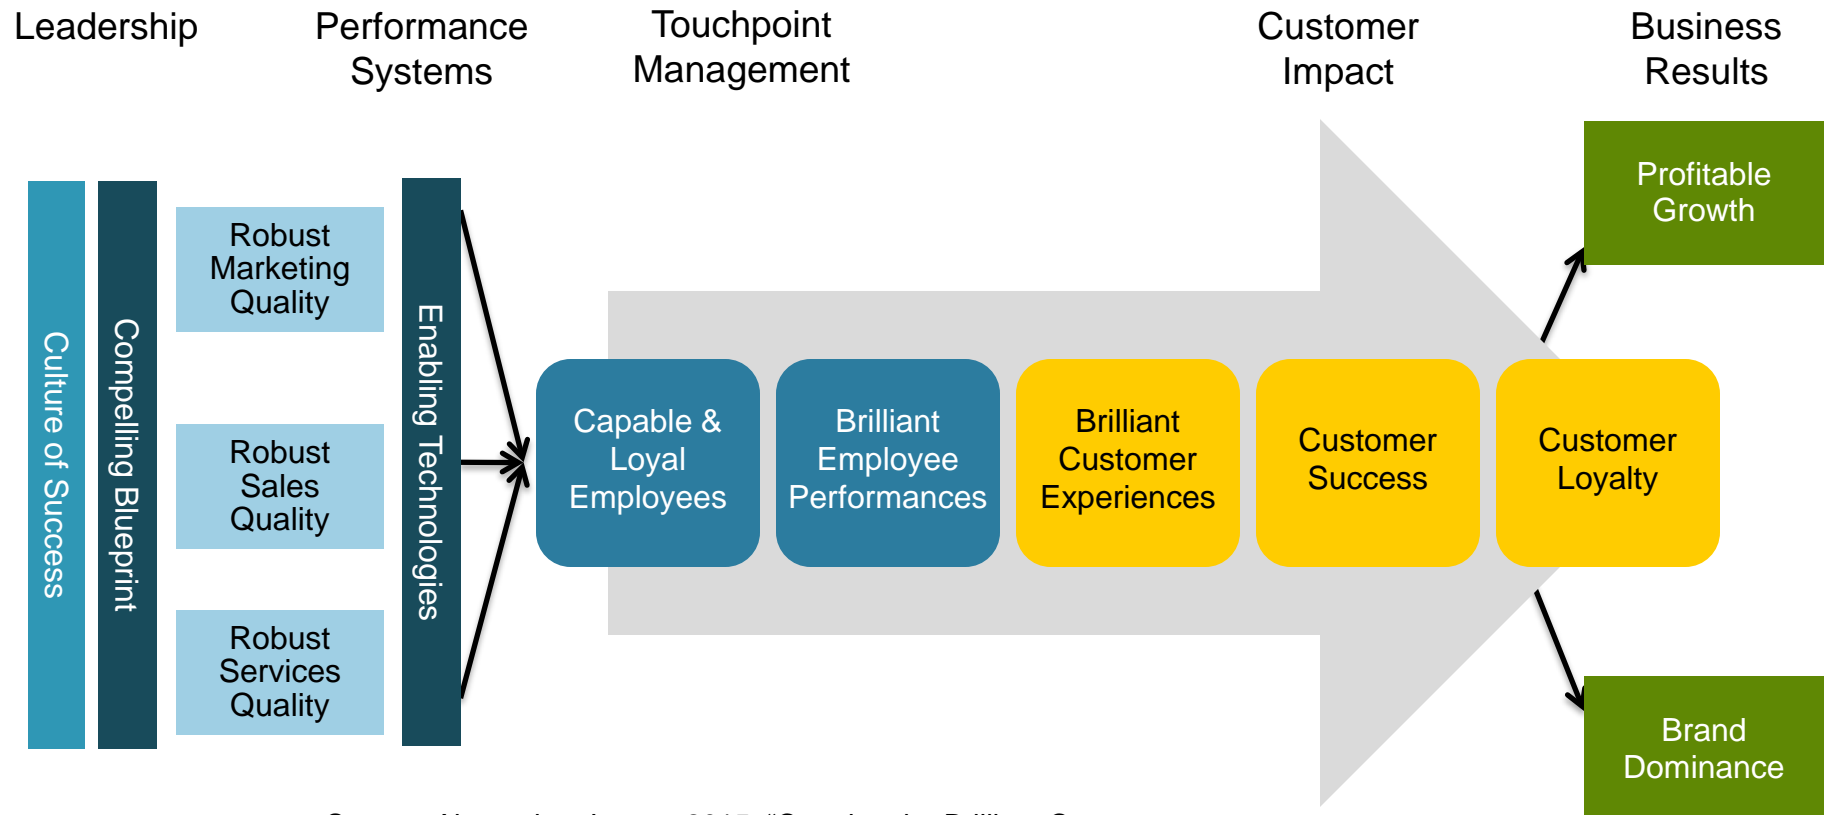 Leadership
Performance
Systems
Touchpoint
Management
Customer
Impact
Business
Results
Culture of Success
Compelling Blueprint
Robust
Marketing
Quality
Robust
Sales
Quality
Robust
Services
Quality
Enabling Technologies
Capable &
Loyal
Employees
Brilliant
Employee
Performances
Brilliant
Customer
Experiences
Customer
Success
Customer
Loyalty
Profitable
Growth
Brand
Dominance